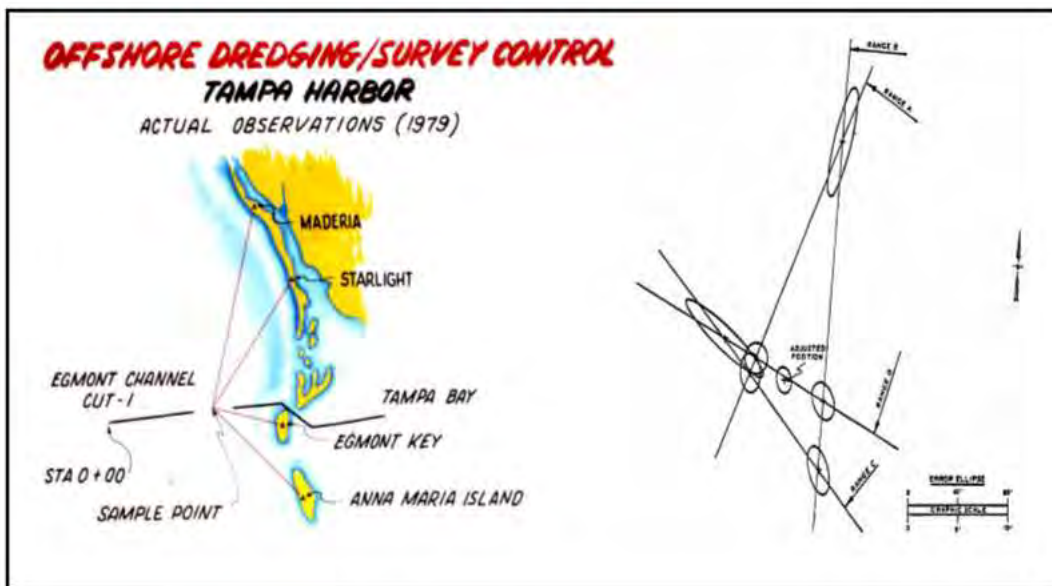 OFFSHORE DREDGING/SURVEY CONTROL
TAMPA HARBOR
ACTUAL OBSERVATIONS (1979)
MADERIA
STARLIGHT
EGMONT CHANNEL
CUT-1
TAMPA BAY
EGMONT KEY
STA 0+00
SAMPLE POINT
ANNA MARIA ISLAND
RANGE B
RANGE A
ADJUSTED
POSITION
RANGE D
RANGE C
ERROR ELLIPSE
GRAPHIC SCALE